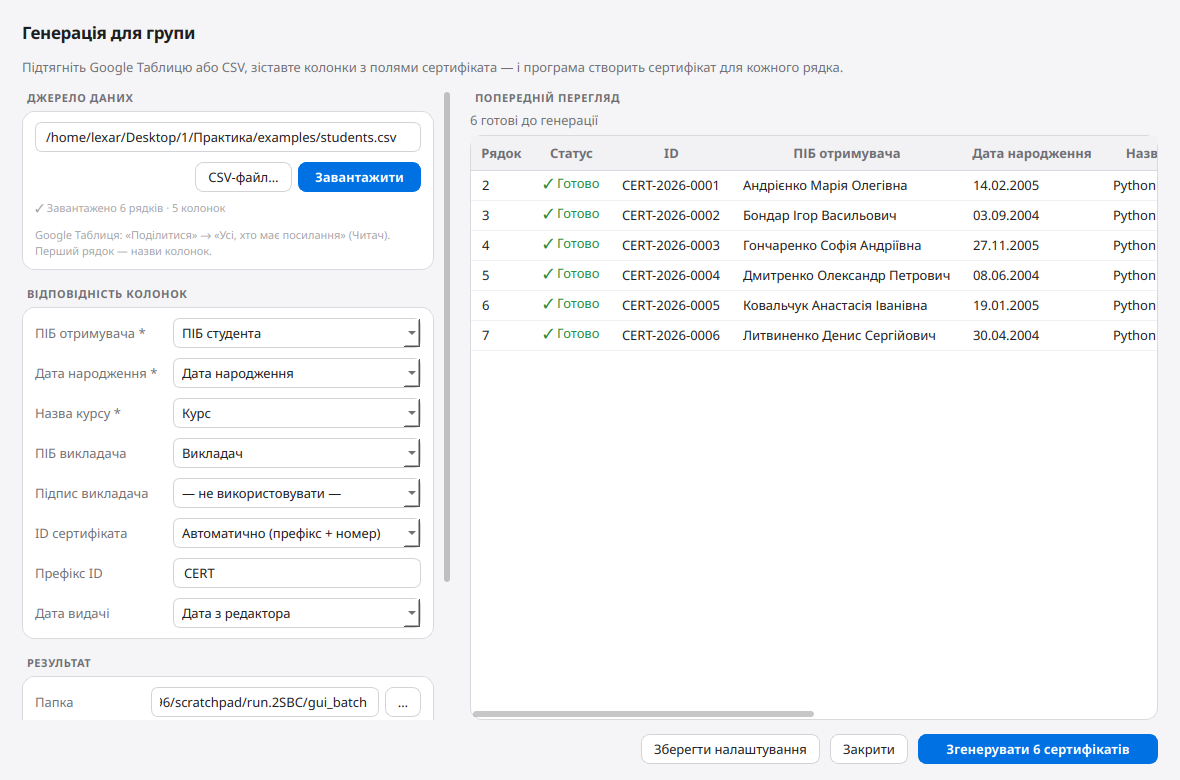 Генерація для групи
Підтягніть Google Таблицю або CSV, зіставте колонки з полями сертифіката — і програма створить сертифікат для кожного рядка.
ДЖЕРЕЛО ДАНИХ
/home/lexar/Desktop/1/Практика/examples/students.csv
CSV-файл...
Завантажити
✓ Завантажено 6 рядків · 5 колонок
Google Таблиця: «Поділитися» → «Усі, хто має посилання» (Читач).
Перший рядок — назви колонок.
ВІДПОВІДНІСТЬ КОЛОНОК
ПІБ отримувача * ПІБ студента
Дата народження * Дата народження
Назва курсу * Курс
ПІБ викладача Викладач
Підпис викладача — не використовувати —
ID сертифіката Автоматично (префікс + номер)
Префікс ID CERT
Дата видачі Дата з редактора
РЕЗУЛЬТАТ
Папка 96/scratchpad/run.2SBC/gui_batch ...
ПОПЕРЕДНІЙ ПЕРЕГЛЯД
6 готові до генерації
Рядок Статус ID ПІБ отримувача Дата народження Назв
2 ✓ Готово CERT-2026-0001 Андрієнко Марія Олегівна 14.02.2005 Python
3 ✓ Готово CERT-2026-0002 Бондар Ігор Васильович 03.09.2004 Python
4 ✓ Готово CERT-2026-0003 Гончаренко Софія Андріївна 27.11.2005 Python
5 ✓ Готово CERT-2026-0004 Дмитренко Олександр Петрович 08.06.2004 Python
6 ✓ Готово CERT-2026-0005 Ковальчук Анастасія Іванівна 19.01.2005 Python
7 ✓ Готово CERT-2026-0006 Литвиненко Денис Сергійович 30.04.2004 Python
Зберегти налаштування
Закрити
Згенерувати 6 сертифікатів